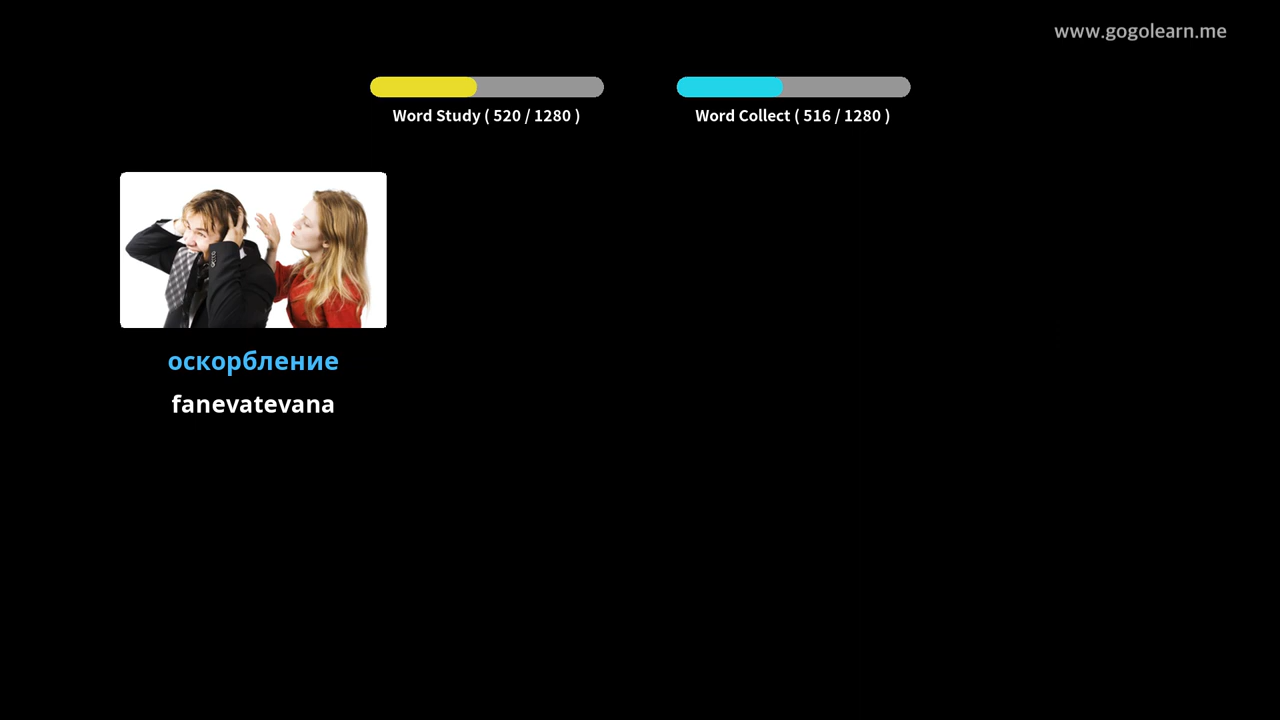 www.gogolearn.me
Word Study ( 520 / 1280 )
Word Collect ( 516 / 1280 )
оскорбление
fanevatevana